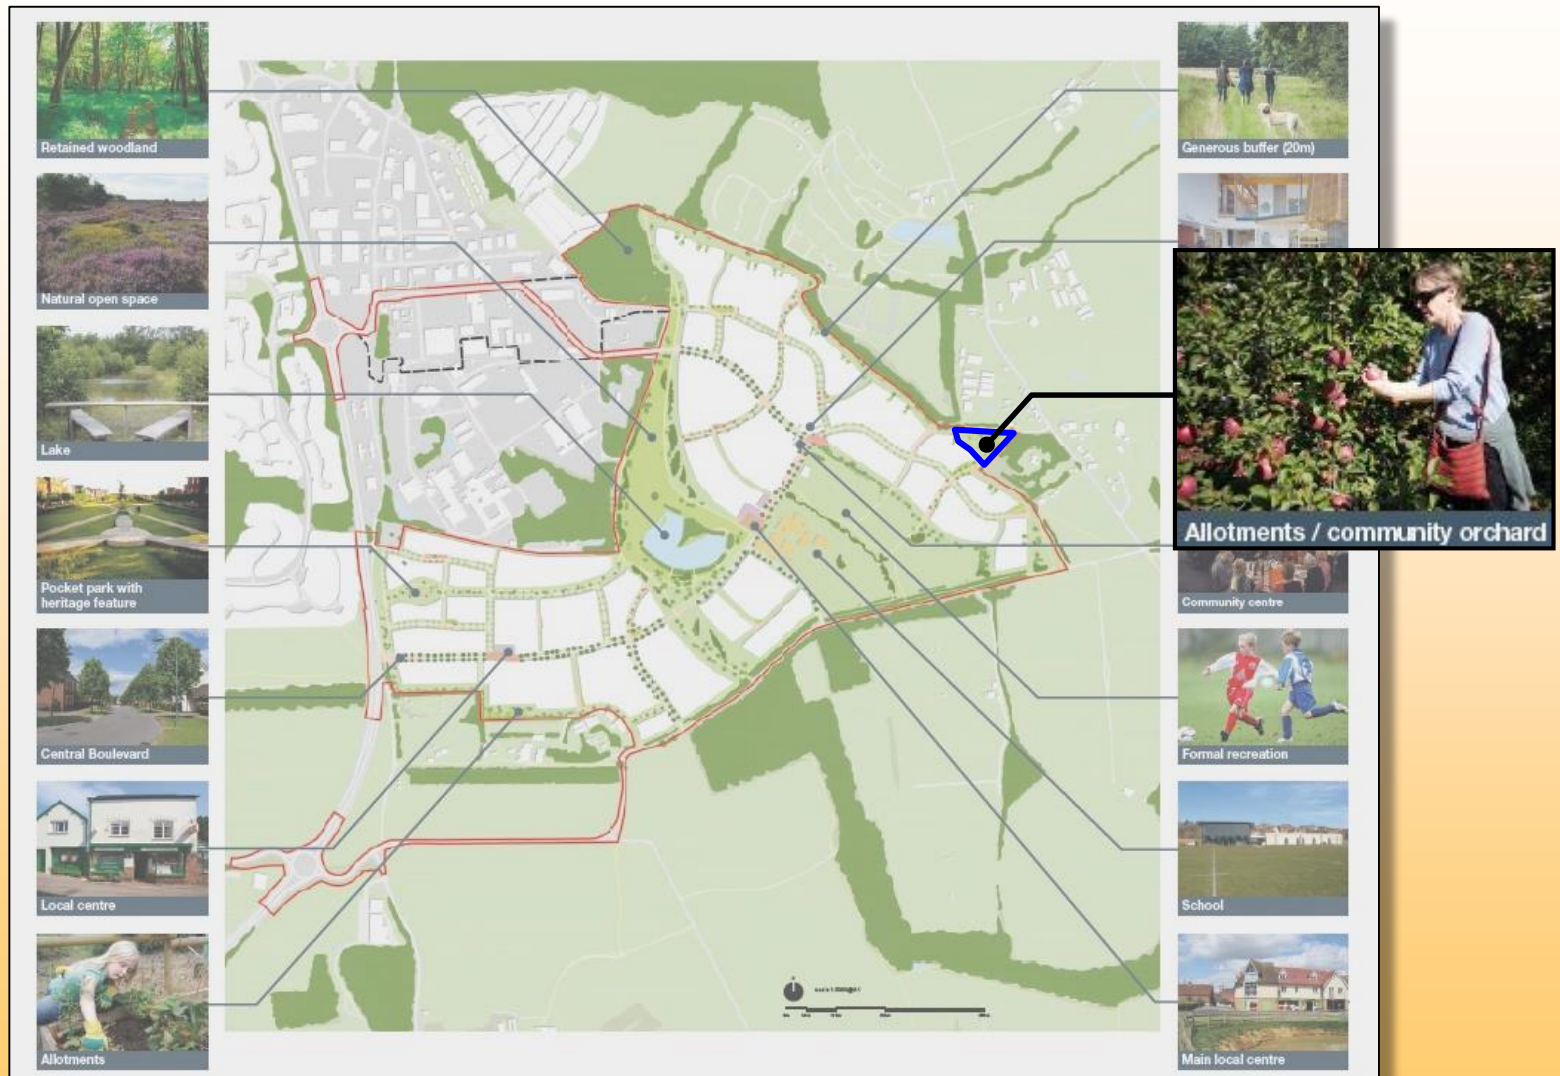 Retained woodland
Natural open space
Lake
Pocket park with
heritage feature
Central Boulevard
Local centre
Allotments
Generous buffer (20m)
Allotments / community orchard
Community centre
Formal recreation
School
Main local centre